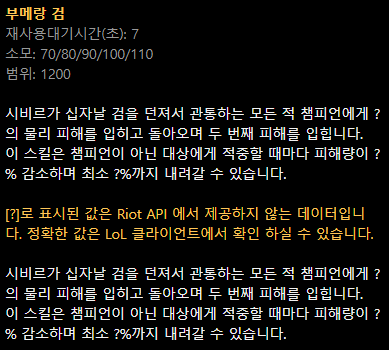 부메랑 검
재사용대기시간(초): 7
소모: 70/80/90/100/110
범위: 1200
시비르가 십자날 검을 던져서 관통하는 모든 적 챔피언에게 ?
의 물리 피해를 입히고 돌아오며 두 번째 피해를 입힙니다.
이 스킬은 챔피언이 아닌 대상에게 적중할 때마다 피해량이 ?
% 감소하며 최소 ?%까지 내려갈 수 있습니다.
[?]로 표시된 값은 Riot API 에서 제공하지 않는 데이터입니
다. 정확한 값은 LoL 클라이언트에서 확인 하실 수 있습니다.
시비르가 십자날 검을 던져서 관통하는 모든 적 챔피언에게 ?
의 물리 피해를 입히고 돌아오며 두 번째 피해를 입힙니다.
이 스킬은 챔피언이 아닌 대상에게 적중할 때마다 피해량이 ?
% 감소하며 최소 ?%까지 내려갈 수 있습니다.